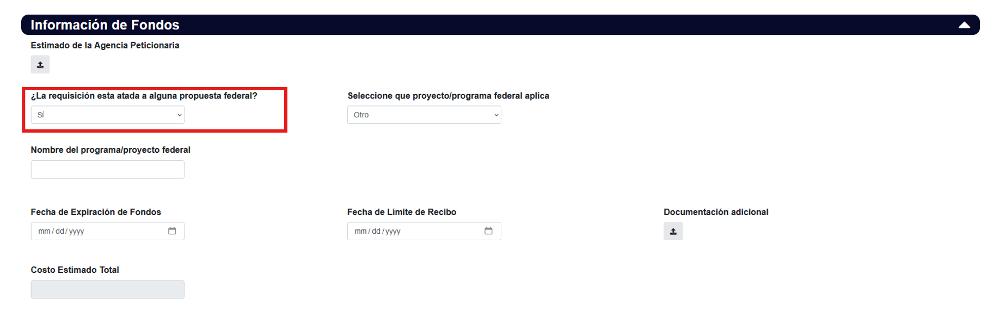 Información de Fondos
Estimado de la Agencia Peticionaria
¿La requisición esta atada a alguna propuesta federal?
Seleccione que proyecto/programa federal aplica
Sí
Otro
Nombre del programa/proyecto federal
Fecha de Expiración de Fondos
Fecha de Límite de Recibo
Documentación adicional
mm/dd/yyyy
mm/dd/yyyy
Costo Estimado Total